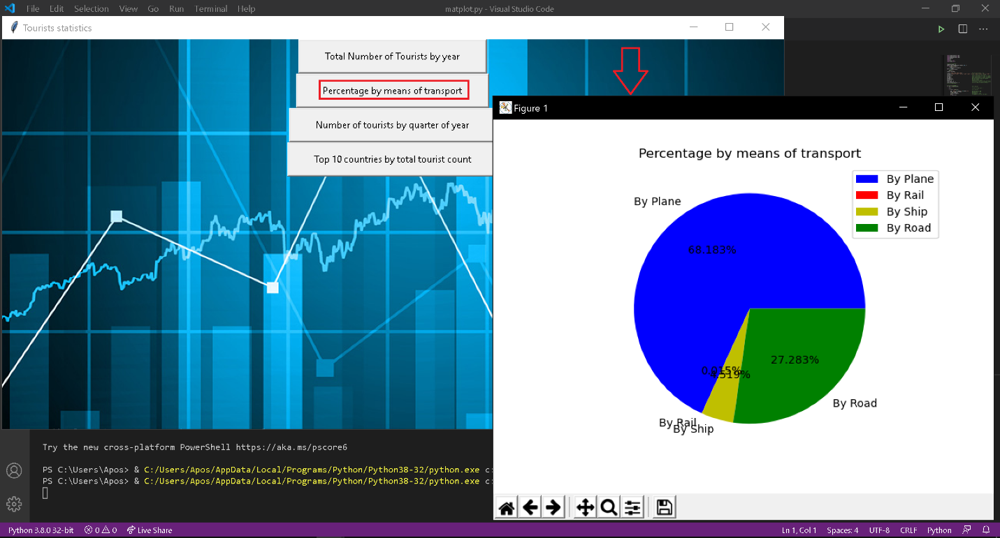 File Edit Selection View Go Run Terminal Help
matplot.py - Visual Studio Code
Tourists statistics
Total Number of Tourists by year
Percentage by means of transport
Number of tourists by quarter of year
Top 10 countries by total tourist count
Figure 1
Percentage by means of transport
By Plane
By Rail
By Ship
By Road
By Plane
68.183%
0.015%
4.519%
27.283%
By Road
By Rail
By Ship
Try the new cross-platform PowerShell https://aka.ms/pscore6
PS C:\Users\Apos> & C:/Users/Apos/AppData/Local/Programs/Python/Python38-32/python.exe c:
PS C:\Users\Apos> & C:/Users/Apos/AppData/Local/Programs/Python/Python38-32/python.exe c:
Python 3.8.0 32-bit 0 0 Live Share Ln 1, Col 1 Spaces: 4 UTF-8 CRLF Python